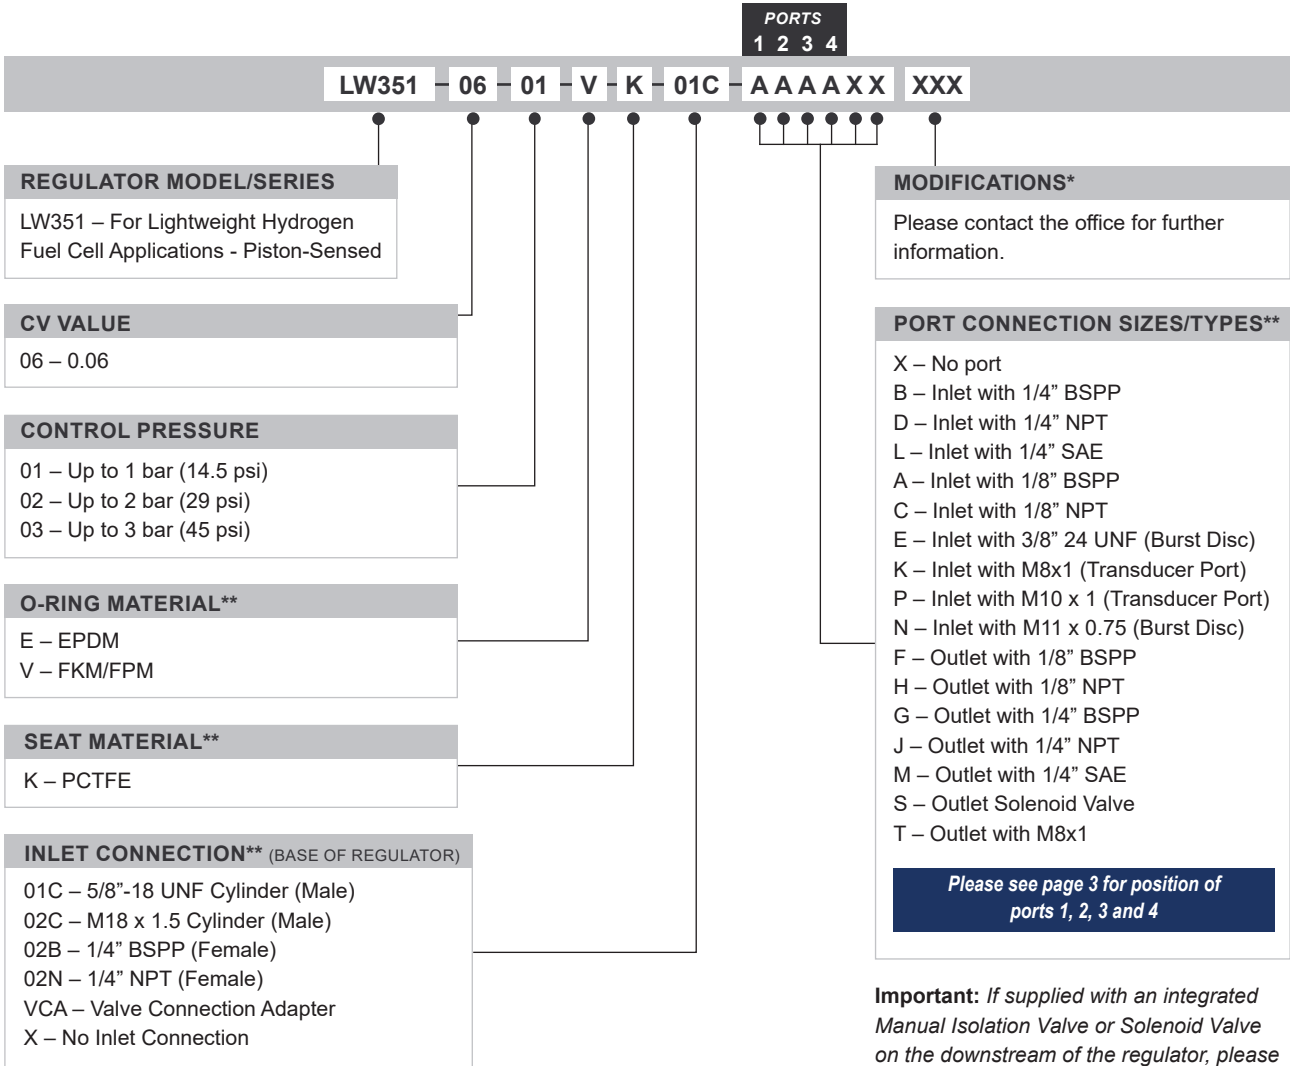 PORTS
1 2 3 4
LW351 – 06 – 01 – V – K – 01C – A A A A X X XXX
REGULATOR MODEL/SERIES
LW351 – For Lightweight Hydrogen
Fuel Cell Applications - Piston-Sensed
CV VALUE
06 – 0.06
CONTROL PRESSURE
01 – Up to 1 bar (14.5 psi)
02 – Up to 2 bar (29 psi)
03 – Up to 3 bar (45 psi)
O-RING MATERIAL**
E – EPDM
V – FKM/FPM
SEAT MATERIAL**
K – PCTFE
INLET CONNECTION** (BASE OF REGULATOR)
01C – 5/8”-18 UNF Cylinder (Male)
02C – M18 x 1.5 Cylinder (Male)
02B – 1/4” BSPP (Female)
02N – 1/4” NPT (Female)
VCA – Valve Connection Adapter
X – No Inlet Connection
MODIFICATIONS*
Please contact the office for further
information.
PORT CONNECTION SIZES/TYPES**
X – No port
B – Inlet with 1/4” BSPP
D – Inlet with 1/4” NPT
L – Inlet with 1/4” SAE
A – Inlet with 1/8” BSPP
C – Inlet with 1/8” NPT
E – Inlet with 3/8” 24 UNF (Burst Disc)
K – Inlet with M8x1 (Transducer Port)
P – Inlet with M10 x 1 (Transducer Port)
N – Inlet with M11 x 0.75 (Burst Disc)
F – Outlet with 1/8” BSPP
H – Outlet with 1/8” NPT
G – Outlet with 1/4” BSPP
J – Outlet with 1/4” NPT
M – Outlet with 1/4” SAE
S – Outlet Solenoid Valve
T – Outlet with M8x1
Please see page 3 for position of
ports 1, 2, 3 and 4
Important: If supplied with an integrated
Manual Isolation Valve or Solenoid Valve
on the downstream of the regulator, please